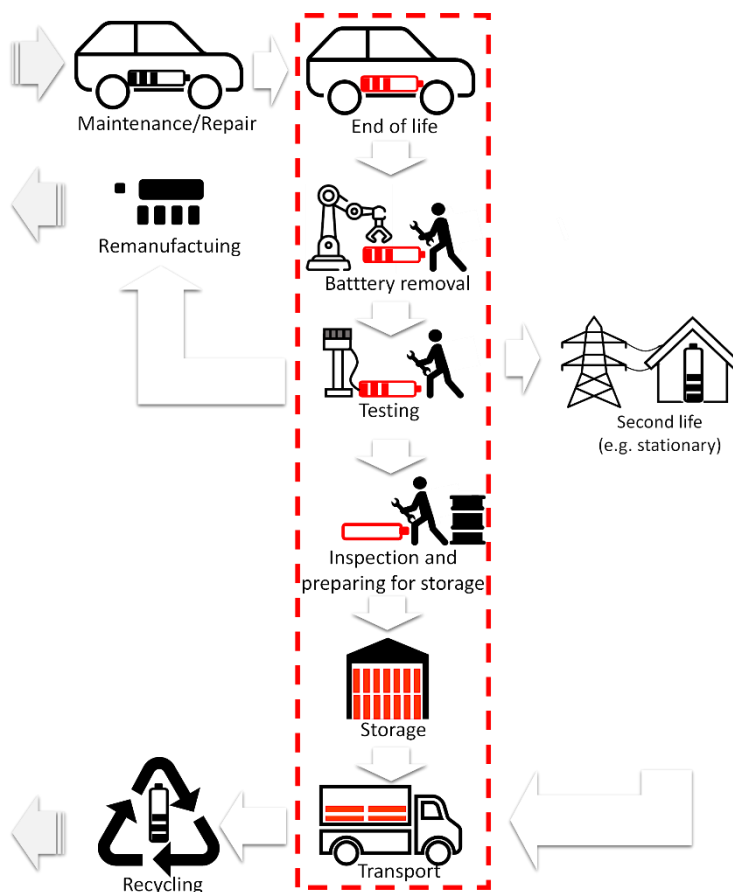 Maintenance/Repair
End of life
Remanufactuing
Batttery removal
Testing
Second life
(e.g. stationary)
Inspection and
preparing for storage
Storage
Recycling
Transport